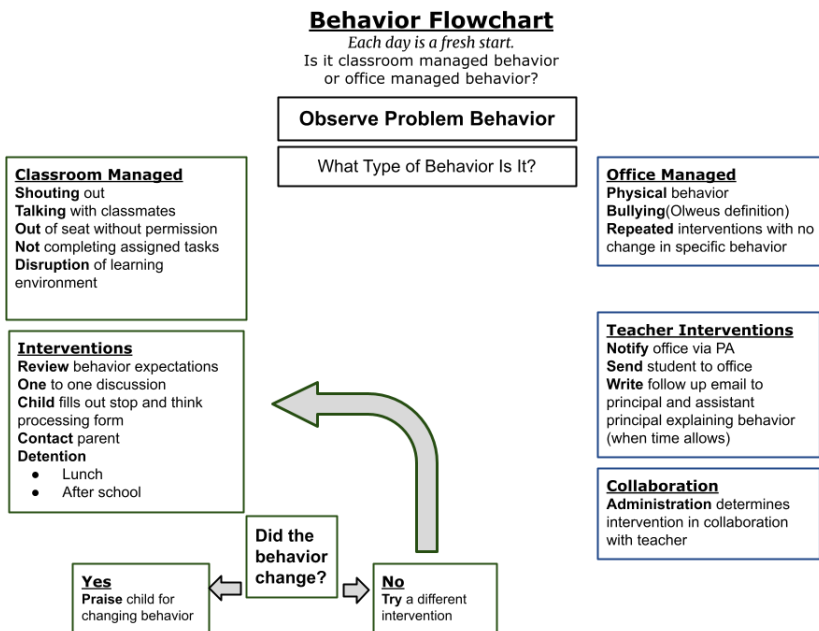 Behavior Flowchart
Each day is a fresh start.
Is it classroom managed behavior
or office managed behavior?
Observe Problem Behavior
What Type of Behavior Is It?
Classroom Managed
Shouting out
Talking with classmates
Out of seat without permission
Not completing assigned tasks
Disruption of learning
environment
Interventions
Review behavior expectations
One to one discussion
Child fills out stop and think
processing form
Contact parent
Detention
● Lunch
● After school
Did the
behavior
change?
Yes
Praise child for
changing behavior
No
Try a different
intervention
Office Managed
Physical behavior
Bullying(Olweus definition)
Repeated interventions with no
change in specific behavior
Teacher Interventions
Notify office via PA
Send student to office
Write follow up email to
principal and assistant
principal explaining behavior
(when time allows)
Collaboration
Administration determines
intervention in collaboration
with teacher